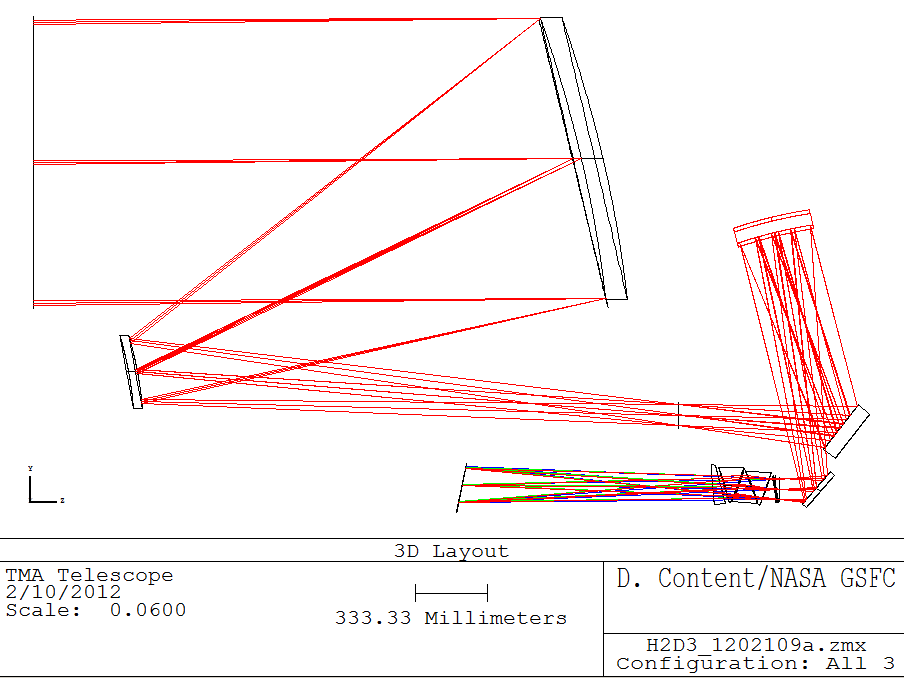 Y
Z
3D Layout
TMA Telescope
2/10/2012
Scale: 0.0600
333.33 Millimeters
D. Content/NASA GSFC
H2D3_1202109a.zmx
Configuration: All 3